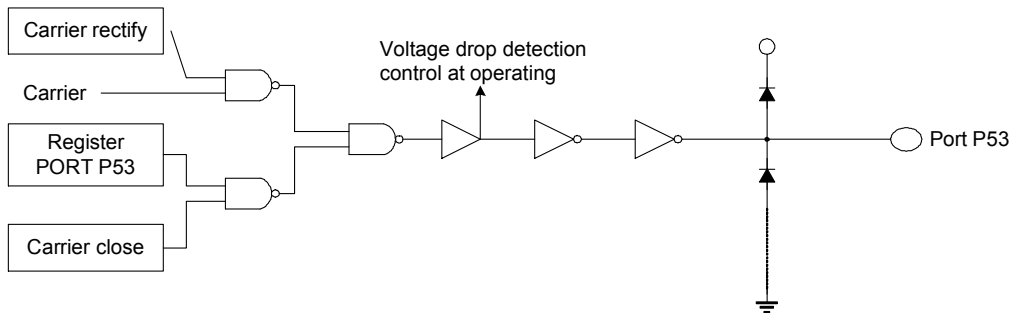 Carrier rectify
Voltage drop detection
control at operating
Carrier
Register
PORT P53
Port P53
Carrier close